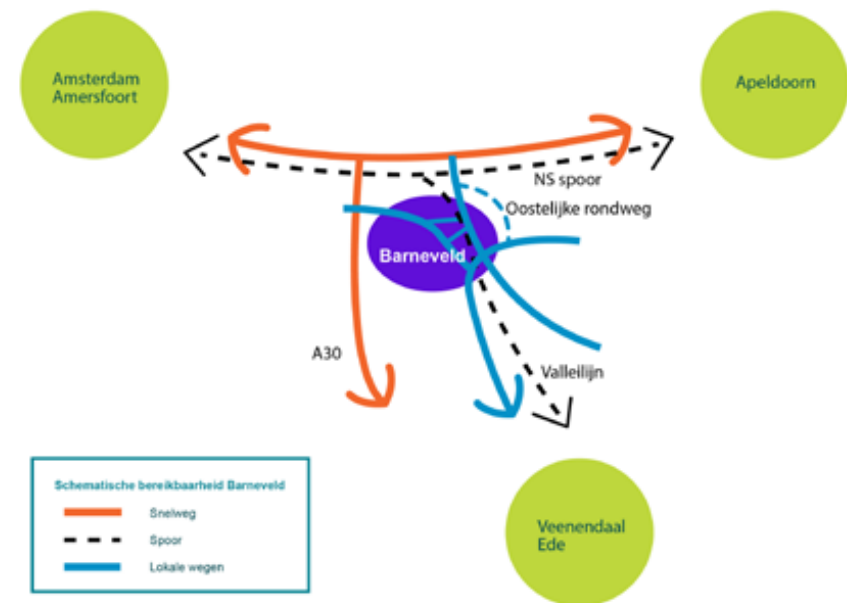 Amsterdam
Amersfoort
Apeldoorn
NS spoor
Oostelijke rondweg
Barneveld
A30
Valleilijn
Schematische bereikbaarheid Barneveld
Snelweg
Spoor
Lokale wegen
Veenendaal
Ede